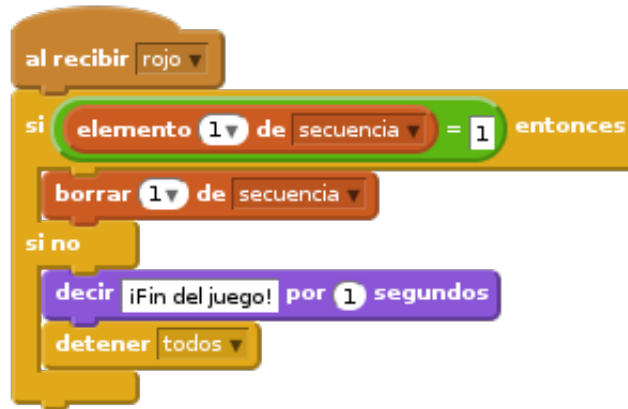 al recibir rojo
si elemento 1 de secuencia = 1 entonces
borrar 1 de secuencia
si no
decir ¡Fin del juego! por 1 segundos
detener todos